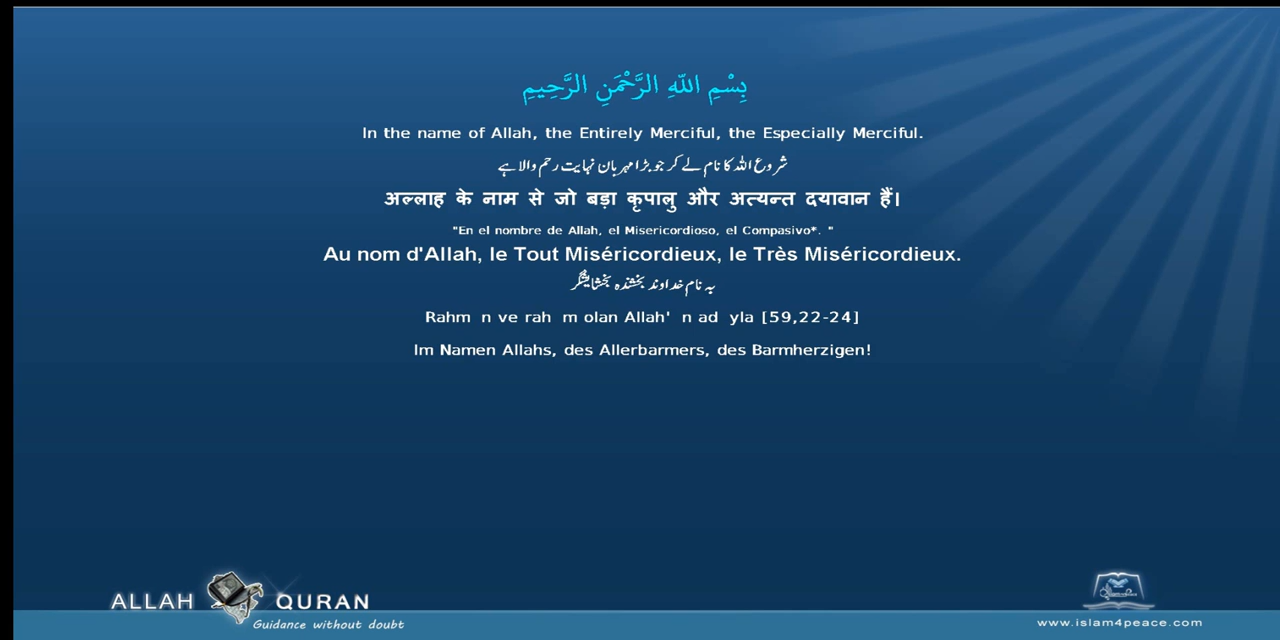 بِسْمِ اللّهِ الرَّحْمَنِ الرَّحِيمِ
In the name of Allah, the Entirely Merciful, the Especially Merciful.
شروع الله کا نام لے کر جو بڑا مہربان نہایت رحم والا ہے
अल्लाह के नाम से जो बड़ा कृपालु और अत्यन्त दयावान हैं।
"En el nombre de Allah, el Misericordioso, el Compasivo*. "
Au nom d'Allah, le Tout Miséricordieux, le Très Miséricordieux.
به نام خداوند بخشنده بخشایشگر
Rahm n ve rah m olan Allah' n ad yla [59,22-24]
Im Namen Allahs, des Allerbarmers, des Barmherzigen!
ALLAH QURAN
Guidance without doubt
www.islam4peace.com